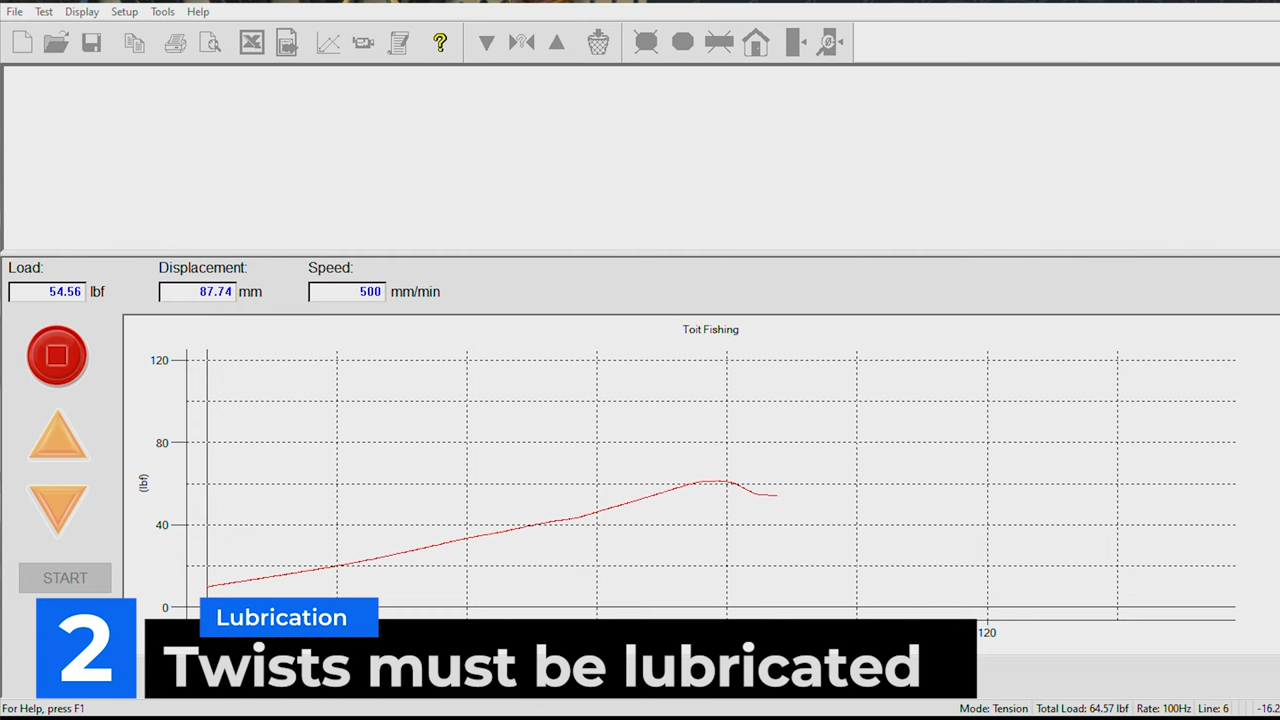 File Test Display Setup Tools Help
Load: Displacement: Speed:
54.56 lbf 87.74 mm 500 mm/min
Toit Fishing
120
80
(lbf)
40
START
0
120
2
Lubrication
Twists must be lubricated
For Help, press F1 Mode: Tension Total Load: 64.57 lbf Rate: 100Hz Line: 6 -16.2